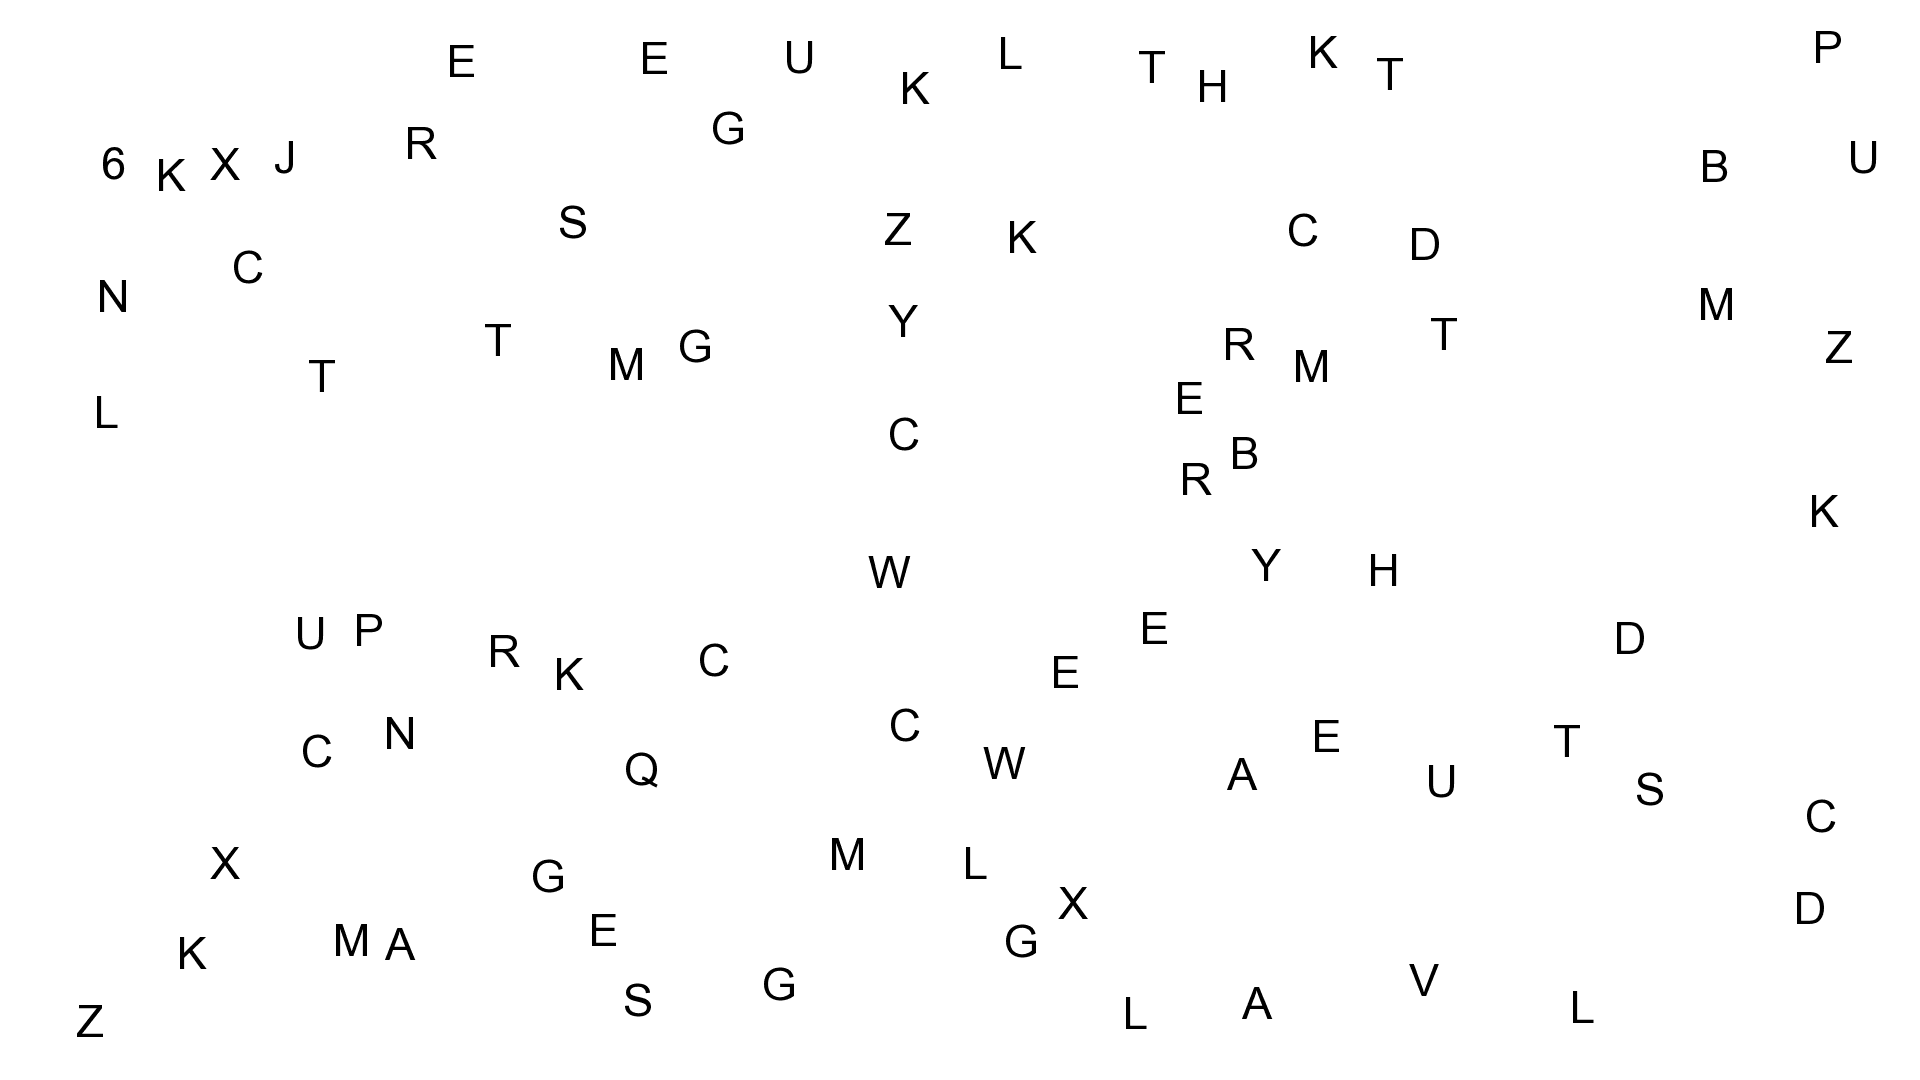 E E U K L T H K T P
6 K X J R G B U
S Z K C D
N C T T M G Y R M T M Z
L C E B R K
W Y H
U P R K C E E D
C N Q C W A E U T S C
X G M L X D
K M A E G
Z S G L A V L